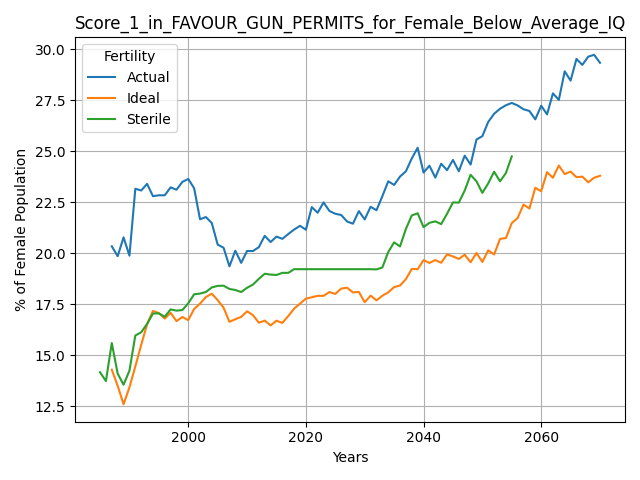 Score_1_in_FAVOUR_GUN_PERMITS_for_Female_Below_Average_IQ
Fertility
Actual
Ideal
Sterile
% of Female Population
30.0
27.5
25.0
22.5
20.0
17.5
15.0
12.5
2000
2020
2040
2060
Years